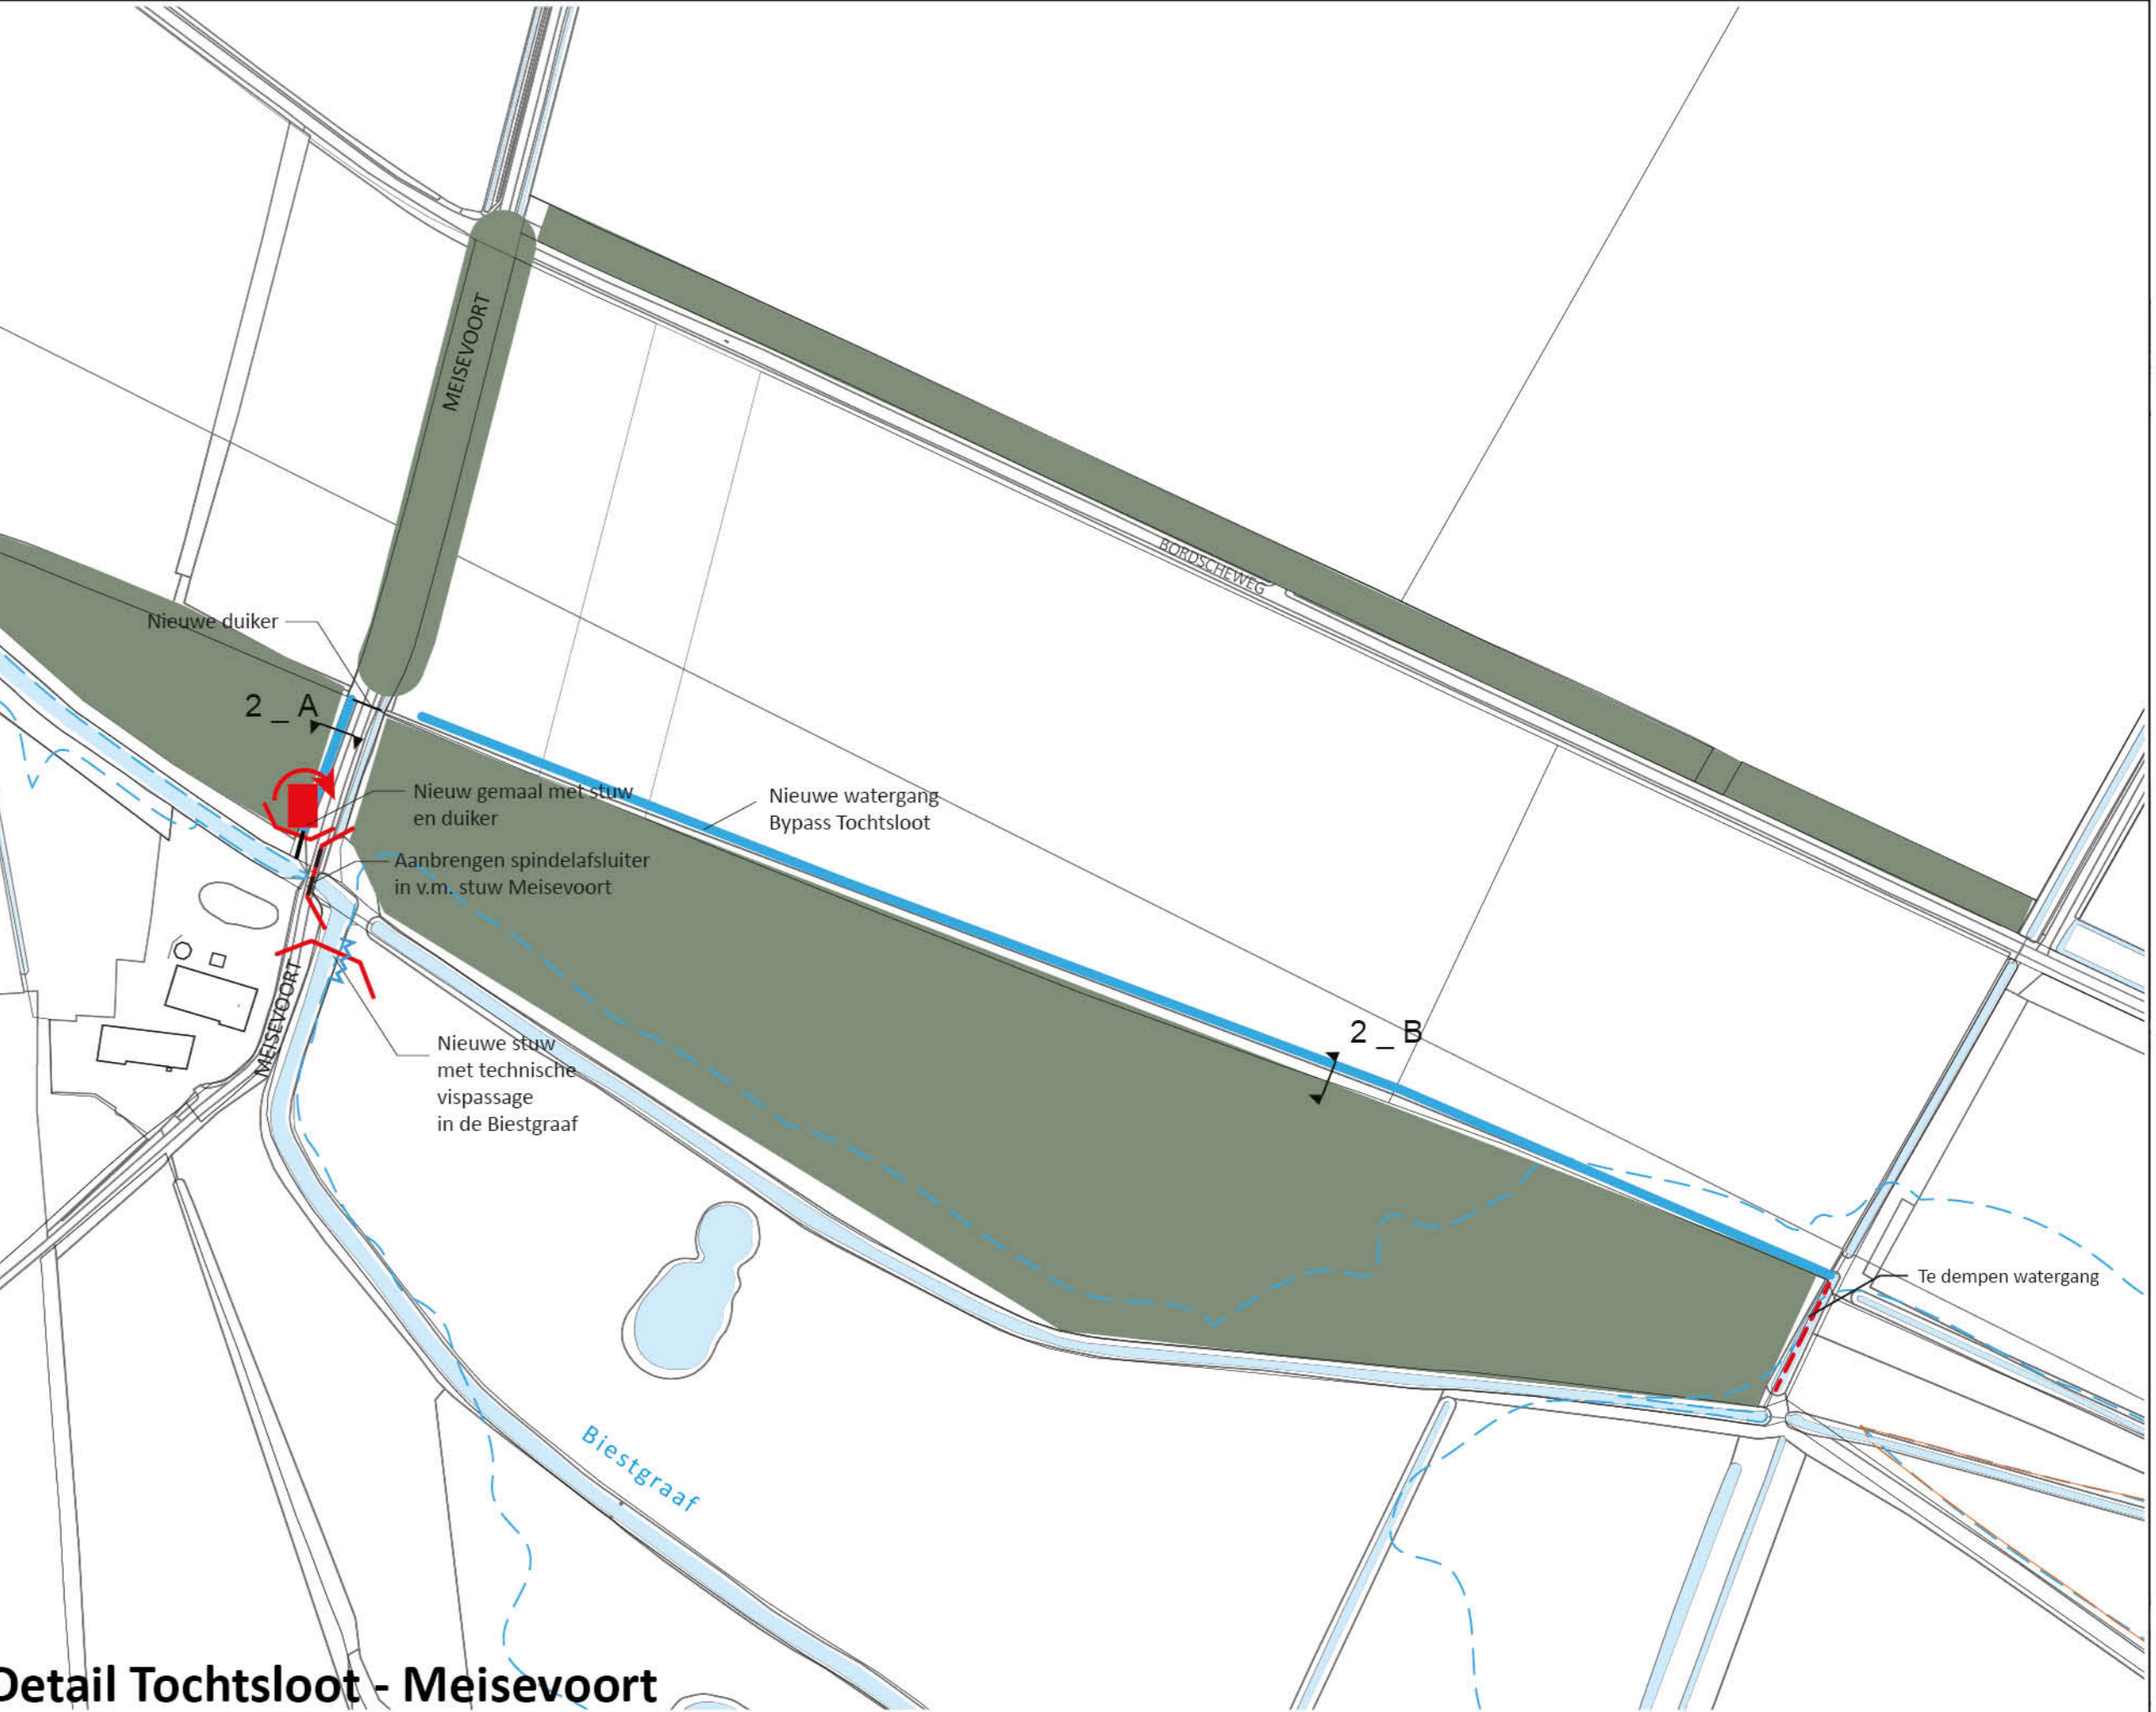 MEISEVOORT
BORDSCHEWEG
Nieuwe duiker
2 _ A
Nieuw gemaal met stuw
en duiker
Nieuwe watergang
Bypass Tochtsloot
Aanbrengen spindelafsluiter
in v.m. stuw Meisevoort
MEISEVOORT
2 _ B
Nieuwe stuw
met technische
vispassage
in de Biestgraaf
Te dempen watergang
Biestgraaf
Detail Tochtsloot - Meisevoort